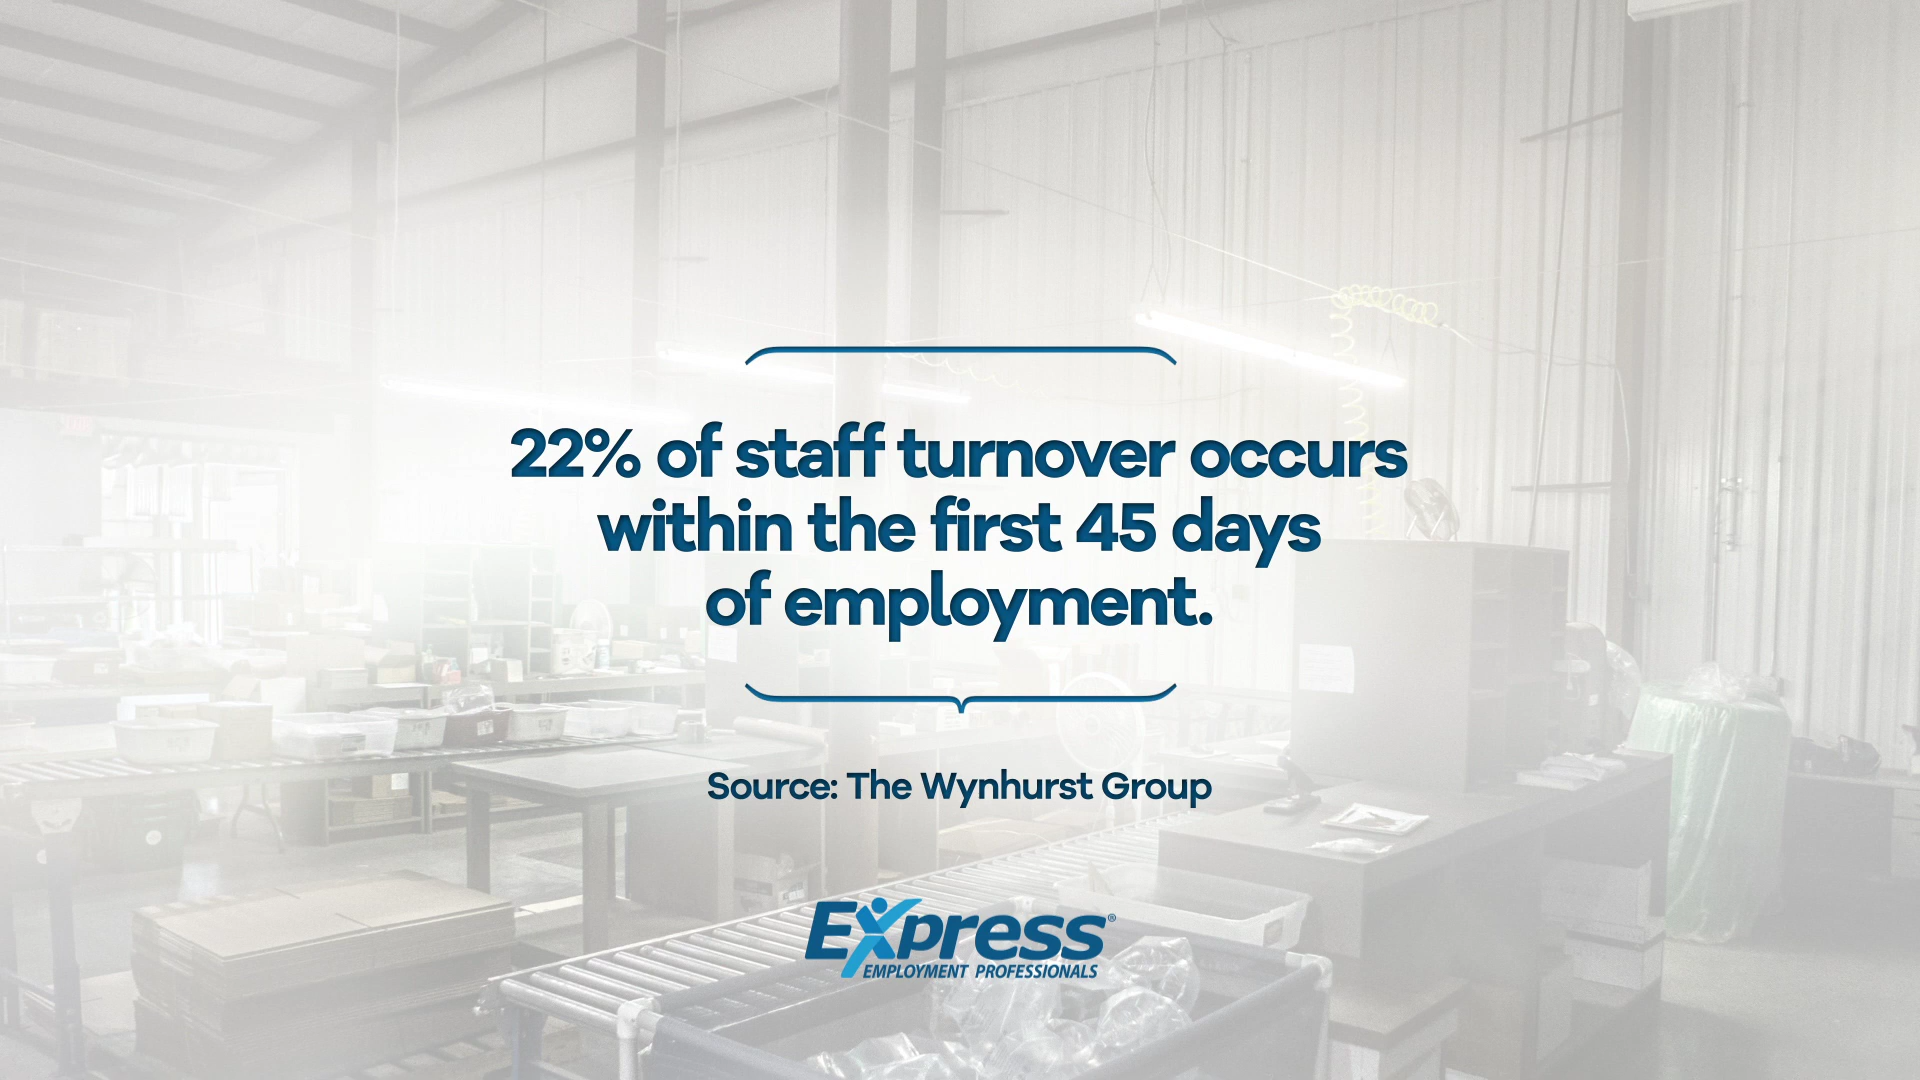 22% of staff turnover occurs
within the first 45 days
of employment.
Source: The Wynhurst Group
Express®
EMPLOYMENT PROFESSIONALS